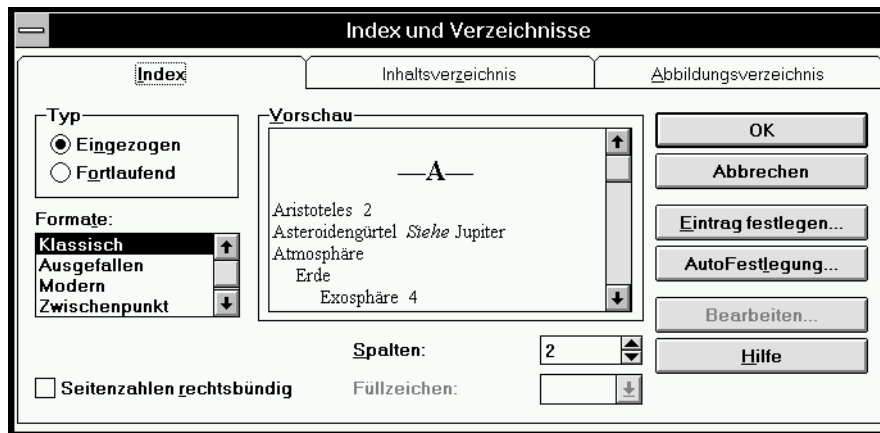 Index und Verzeichnisse
Index
Inhaltsverzeichnis
Abbildungsverzeichnis
Typ
Eingezogen
Fortlaufend
Formate:
Klassisch
Ausgefallen
Modern
Zwischenpunkt
Vorschau
—A—
Aristoteles 2
Asteroidengürtel Siehe Jupiter
Atmosphäre
Erde
Exosphäre 4
OK
Abbrechen
Eintrag festlegen...
AutoFestlegung...
Bearbeiten...
Hilfe
Spalten: 2
Seitenzahlen rechtsbündig
Füllzeichen: